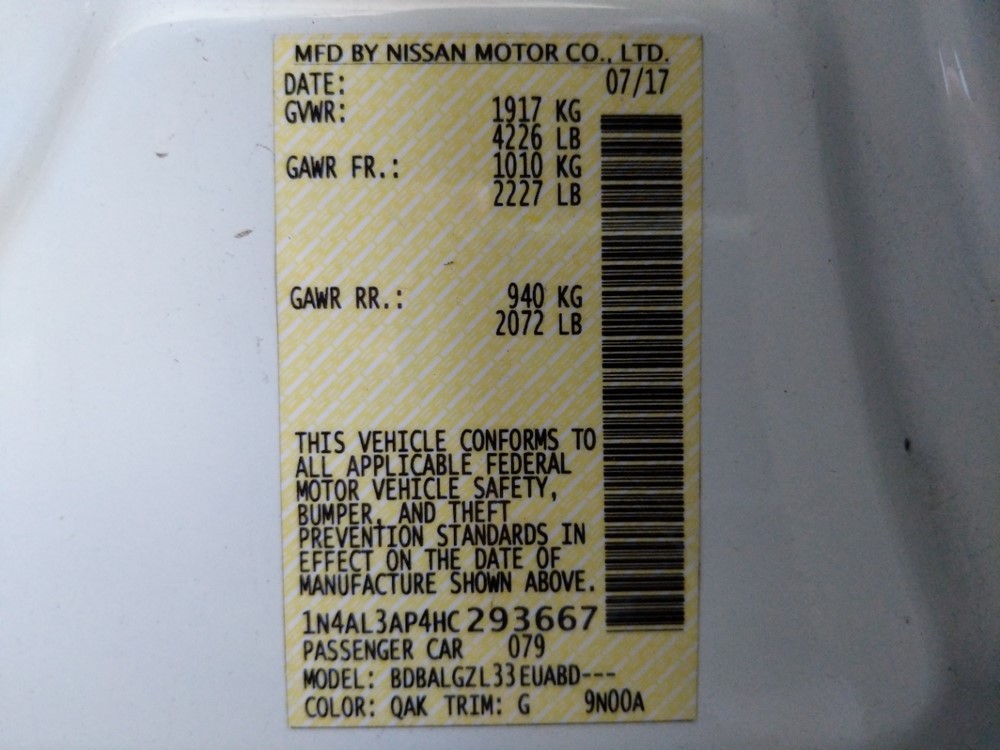 MFD BY NISSAN MOTOR CO., LTD.
DATE: 07/17
GVWR: 1917 KG
4226 LB
GAWR FR.: 1010 KG
2227 LB
GAWR RR.: 940 KG
2072 LB
THIS VEHICLE CONFORMS TO
ALL APPLICABLE FEDERAL
MOTOR VEHICLE SAFETY,
BUMPER, AND THEFT
PREVENTION STANDARDS IN
EFFECT ON THE DATE OF
MANUFACTURE SHOWN ABOVE.
1N4AL3AP4HC293667
PASSENGER CAR 079
MODEL: BDBALGZL33EUABD---
COLOR: QAK TRIM: G 9N00A